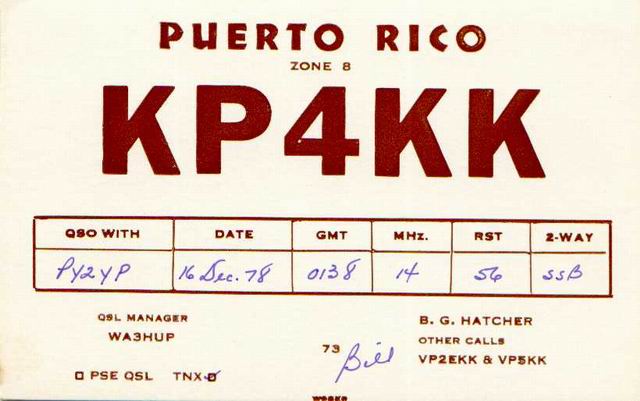 PUERTO RICO
ZONE 8
KP4KK
QSO WITH DATE GMT MHz. RST 2-WAY
PY2YP 16 Dec. 78 0138 14 56 SSB
QSL MANAGER
WA3HUP
B. G. HATCHER
OTHER CALLS
VP2EKK & VP5KK
73 Bill
PSE QSL TNX